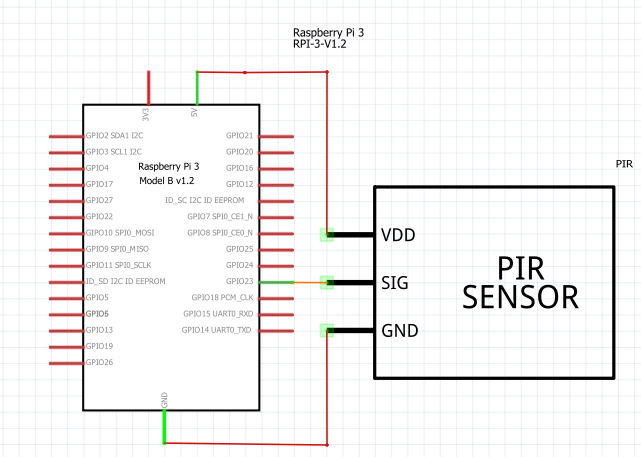 Raspberry Pi 3
RPI-3-V1.2
3V3
5V
GPIO2 SDA1 I2C
GPIO3 SCL1 I2C
GPIO4
GPIO17
GPIO27
GPIO22
GIPO10 SPI0_MOSI
GPIO9 SPI0_MISO
GPIO11 SPI0_SCLK
ID_SD I2C ID EEPROM
GPIO5
GPIO6
GPIO13
GPIO19
GPIO26
Raspberry Pi 3
Model B v1.2
GPIO21
GPIO20
GPIO16
GPIO12
ID_SC I2C ID EEPROM
GPIO7 SPI0_CE1_N
GPIO8 SPI0_CE0_N
GPIO25
GPIO24
GPIO23
GPIO18 PCM_CLK
GPIO15 UART0_RXD
GPIO14 UART0_TXD
GND
PIR
VDD
SIG
GND
PIR
SENSOR